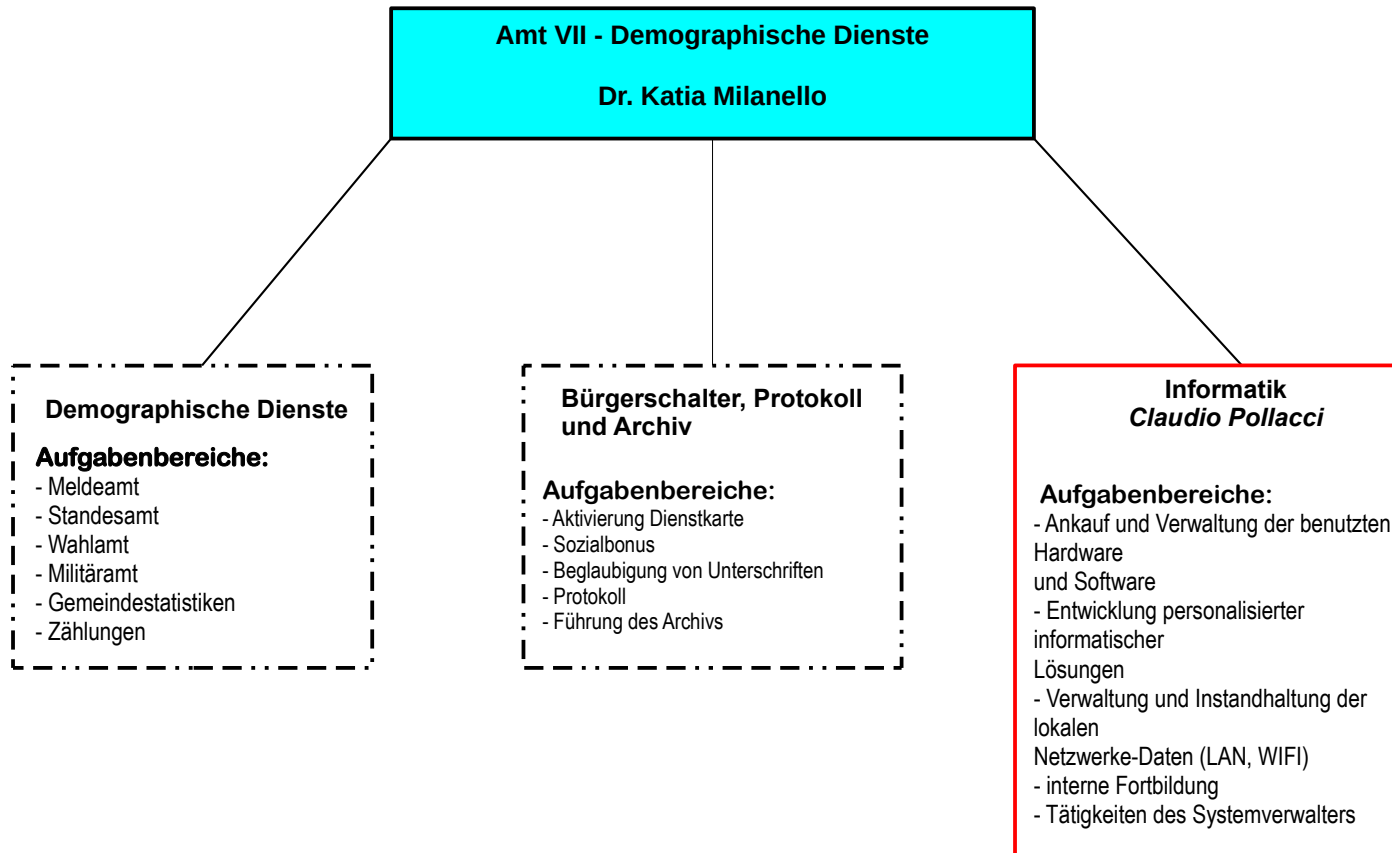 Amt VII - Demographische Dienste
Dr. Katia Milanello
Demographische Dienste
Aufgabenbereiche:
- Meldeamt
- Standesamt
- Wahlamt
- Militäramt
- Gemeindestatistiken
- Zählungen
Bürgerschalter, Protokoll
und Archiv
Aufgabenbereiche:
- Aktivierung Dienstkarte
- Sozialbonus
- Beglaubigung von Unterschriften
- Protokoll
- Führung des Archivs
Informatik
Claudio Pollacci
Aufgabenbereiche:
- Ankauf und Verwaltung der benutzten
Hardware
und Software
- Entwicklung personalisierter
informatischer
Lösungen
- Verwaltung und Instandhaltung der
lokalen
Netzwerke-Daten (LAN, WIFI)
- interne Fortbildung
- Tätigkeiten des Systemverwalters